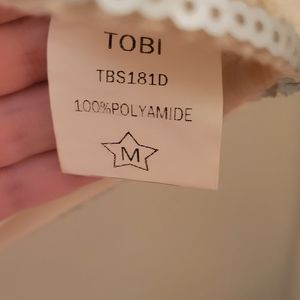 TOBI
TBS181D
100%POLYAMIDE
M